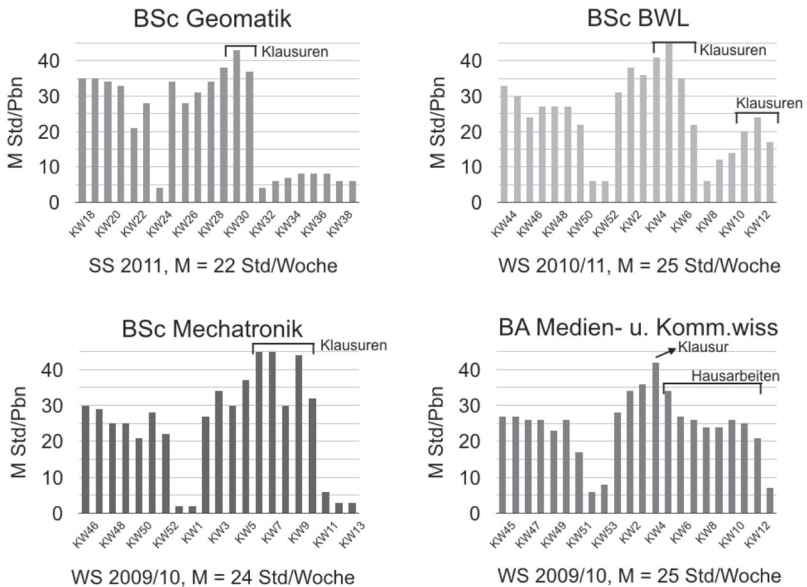 BSc Geomatik
Klausuren
M Std/Pbn
40
30
20
10
0
KW18 KW20 KW22 KW24 KW26 KW28 KW30 KW32 KW34 KW36 KW38
SS 2011, M = 22 Std/Woche
BSc BWL
Klausuren
Klausuren
M Std/Pbn
40
30
20
10
0
KW44 KW46 KW48 KW50 KW52 KW2 KW4 KW6 KW8 KW10 KW12
WS 2010/11, M = 25 Std/Woche
BSc Mechatronik
Klausuren
M Std/Pbn
40
30
20
10
0
KW46 KW48 KW50 KW52 KW1 KW3 KW5 KW7 KW9 KW11 KW13
WS 2009/10, M = 24 Std/Woche
BA Medien- u. Komm.wiss
Klausur
Hausarbeiten
M Std/Pbn
40
30
20
10
0
KW45 KW47 KW49 KW51 KW53 KW2 KW4 KW6 KW8 KW10 KW12
WS 2009/10, M = 25 Std/Woche